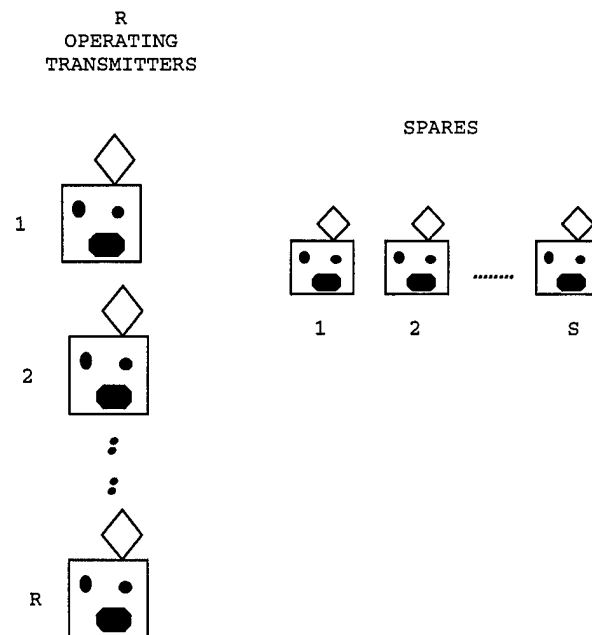 R
OPERATING
TRANSMITTERS
SPARES
1
1 2 ........ S
2
R